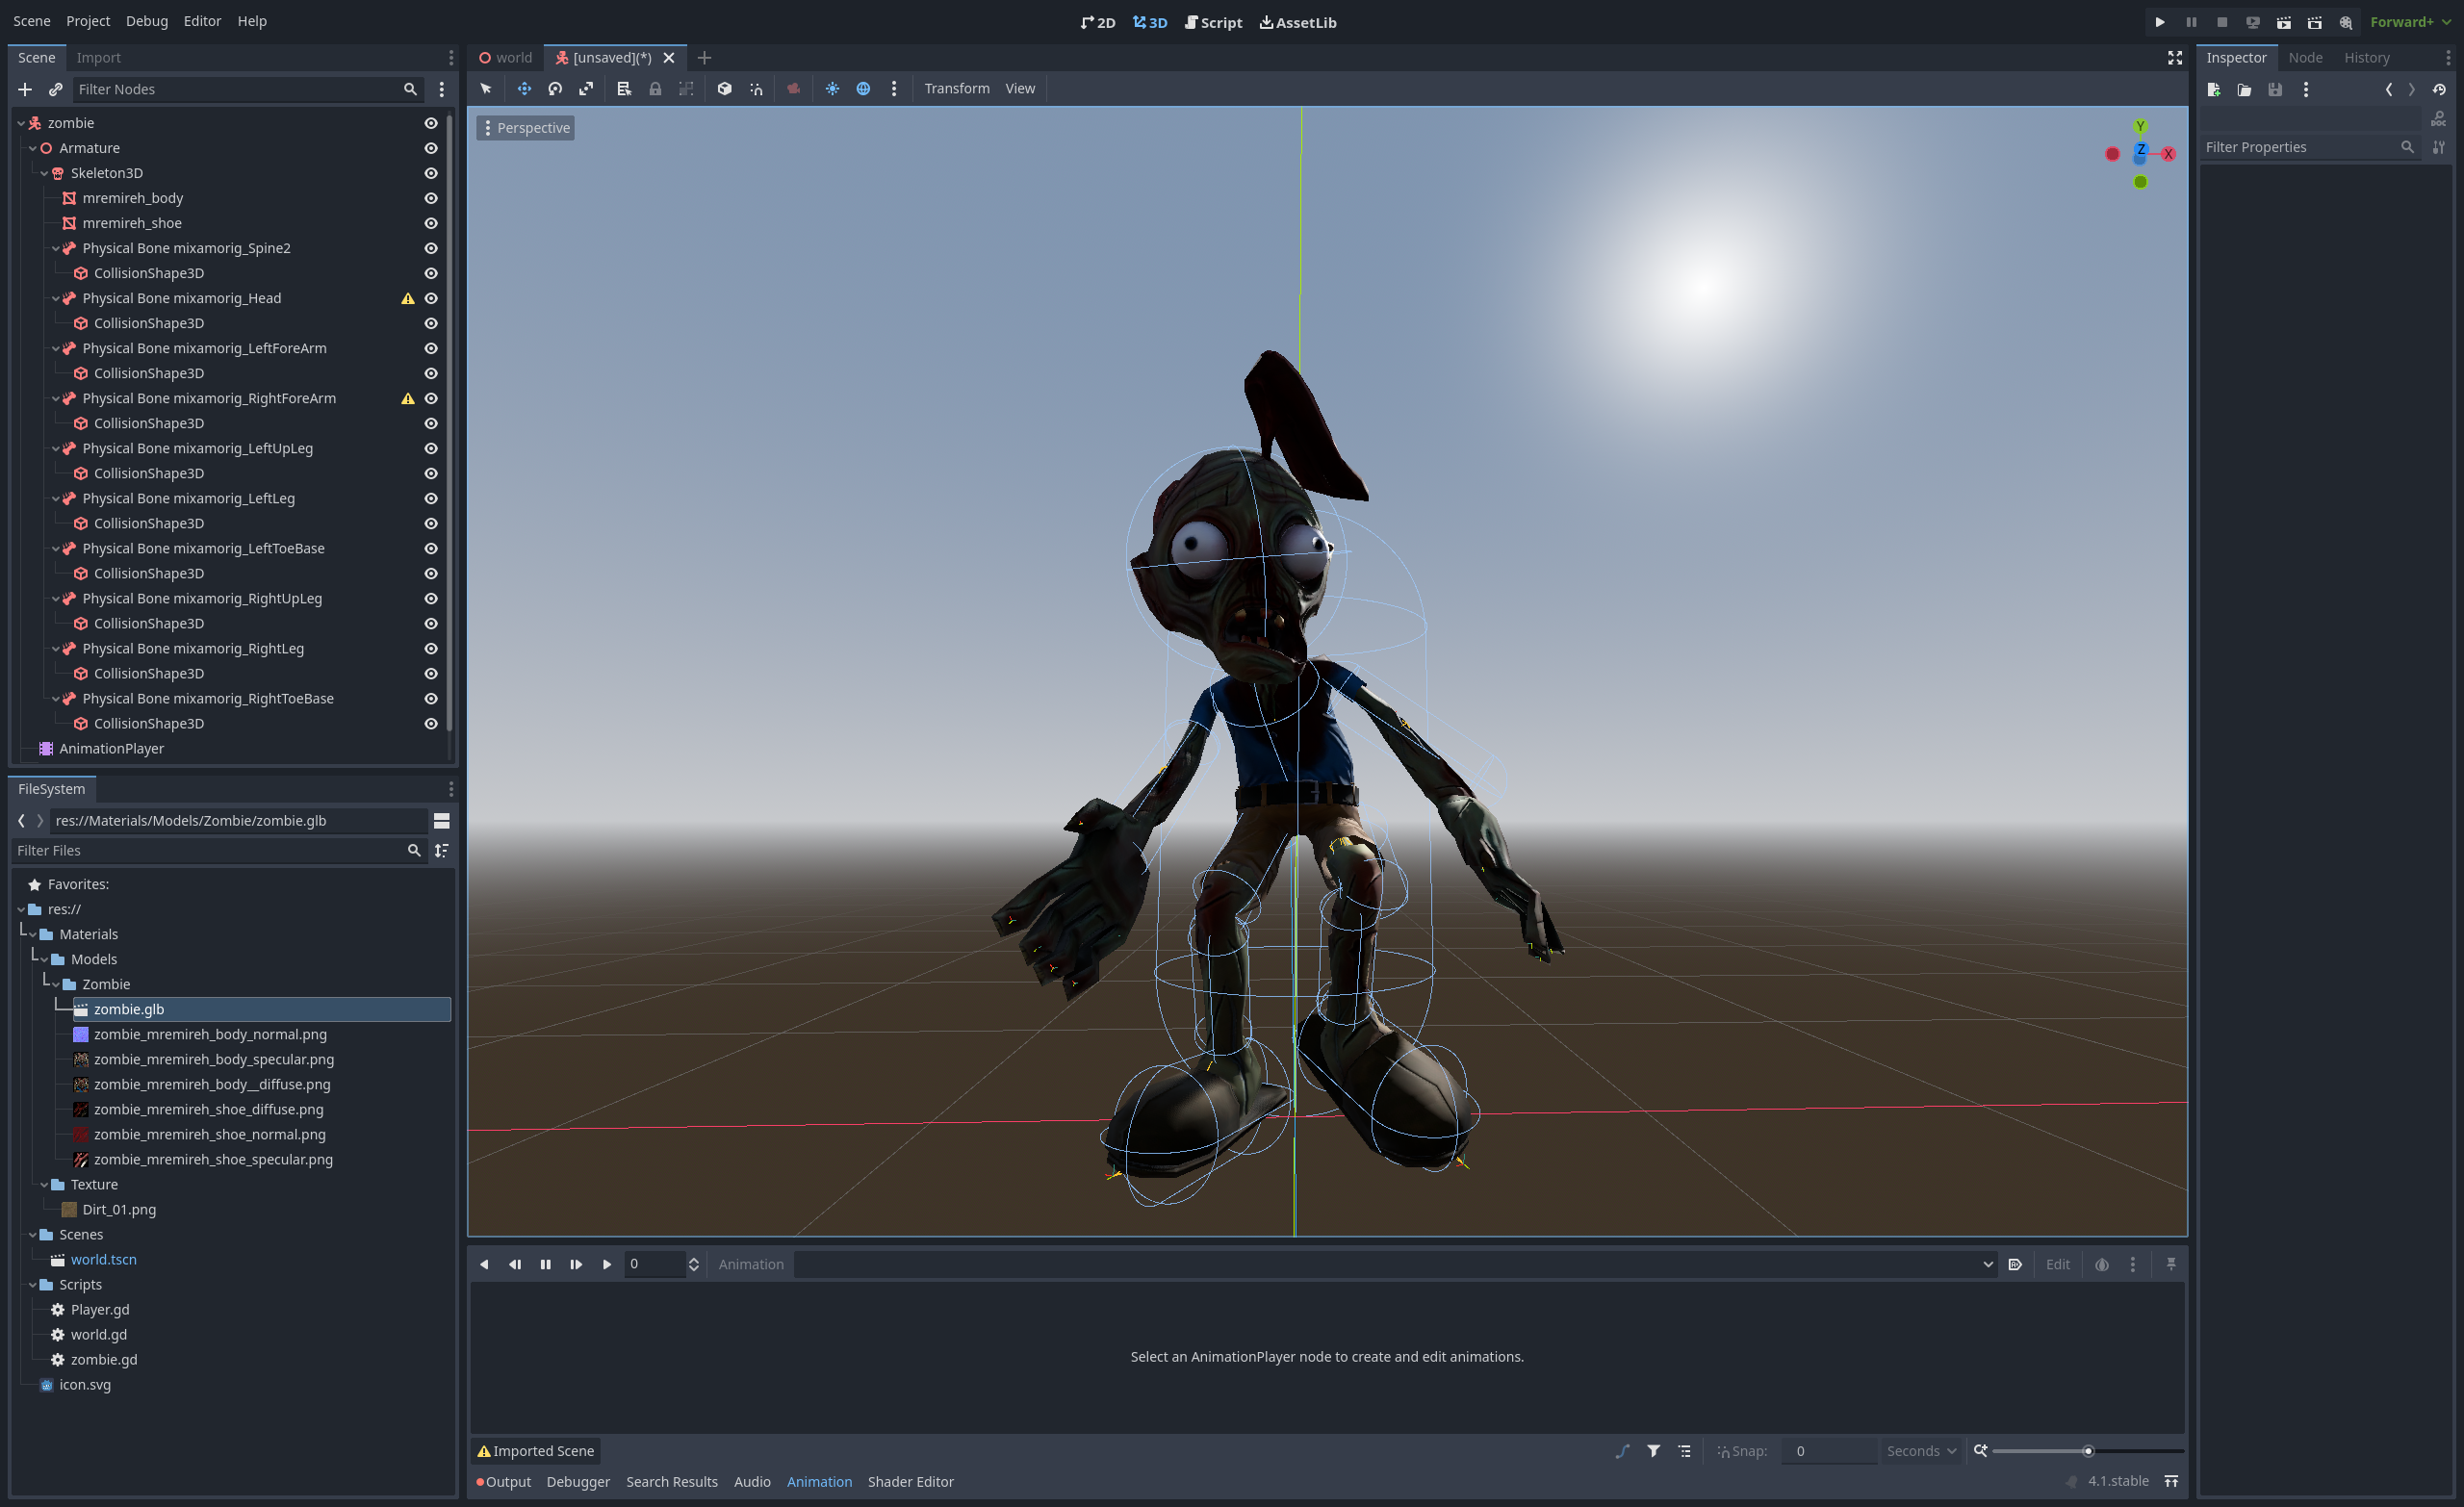 Scene Project Debug Editor Help
2D 3D Script AssetLib
Forward+
Scene Import
Filter Nodes
zombie
Armature
Skeleton3D
mremireh_body
mremireh_shoe
Physical Bone mixamorig_Spine2
CollisionShape3D
Physical Bone mixamorig_Head
CollisionShape3D
Physical Bone mixamorig_LeftForeArm
CollisionShape3D
Physical Bone mixamorig_RightForeArm
CollisionShape3D
Physical Bone mixamorig_LeftUpLeg
CollisionShape3D
Physical Bone mixamorig_LeftLeg
CollisionShape3D
Physical Bone mixamorig_LeftToeBase
CollisionShape3D
Physical Bone mixamorig_RightUpLeg
CollisionShape3D
Physical Bone mixamorig_RightLeg
CollisionShape3D
Physical Bone mixamorig_RightToeBase
CollisionShape3D
AnimationPlayer
FileSystem
res://Materials/Models/Zombie/zombie.glb
Filter Files
Favorites:
res://
Materials
Models
Zombie
zombie.glb
zombie_mremireh_body_normal.png
zombie_mremireh_body_specular.png
zombie_mremireh_body__diffuse.png
zombie_mremireh_shoe_diffuse.png
zombie_mremireh_shoe_normal.png
zombie_mremireh_shoe_specular.png
Texture
Dirt_01.png
Scenes
world.tscn
Scripts
Player.gd
world.gd
zombie.gd
icon.svg
world [unsaved](*)
Transform View
Perspective
Y
Z X
0 Animation Edit
Select an AnimationPlayer node to create and edit animations.
Imported Scene Snap: 0 Seconds
Output Debugger Search Results Audio Animation Shader Editor 4.1.stable
Inspector Node History
DOC
Filter Properties